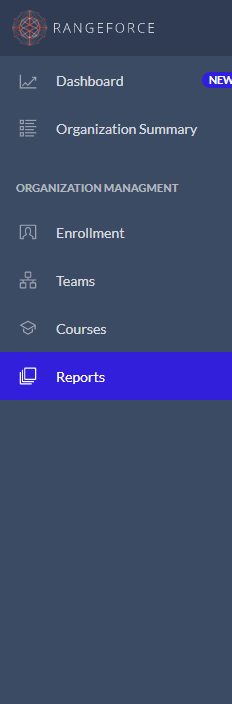 RANGEFORCE
Dashboard NEW
Organization Summary
ORGANIZATION MANAGMENT
Enrollment
Teams
Courses
Reports